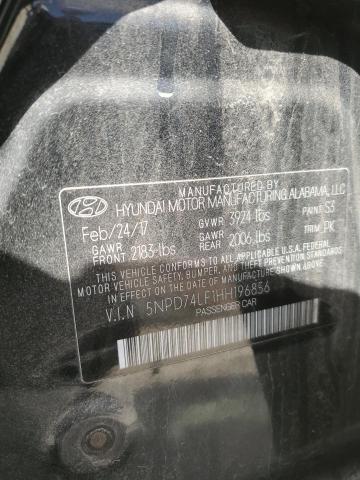 MANUFACTURED BY
HYUNDAI MOTOR MANUFACTURING ALABAMA, LLC
Feb/24/17 GVWR 3924 lbs PAINT S3
GAWR FRONT 2183 lbs GAWR REAR 2006 lbs TRIM PK
THIS VEHICLE CONFORMS TO ALL APPLICABLE U.S.A. FEDERAL
MOTOR VEHICLE SAFETY, BUMPER, AND THEFT PREVENTION
STANDARDS IN EFFECT ON THE DATE OF MANUFACTURE SHOWN ABOVE.
V.I.N 5NPD74LF1HH196856
PASSENGER CAR